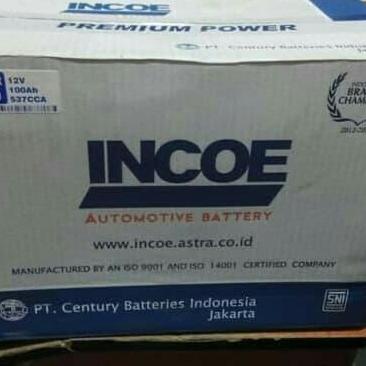 INCOE
PREMIUM POWER
PT. Century Batteries
12V
100Ah
537CCA
INCOE
AUTOMOTIVE BATTERY
www.incoe.astra.co.id
MANUFACTURED BY AN ISO 9001 AND ISO 14001 CERTIFIED COMPANY
PT. Century Batteries Indonesia
Jakarta
SNI